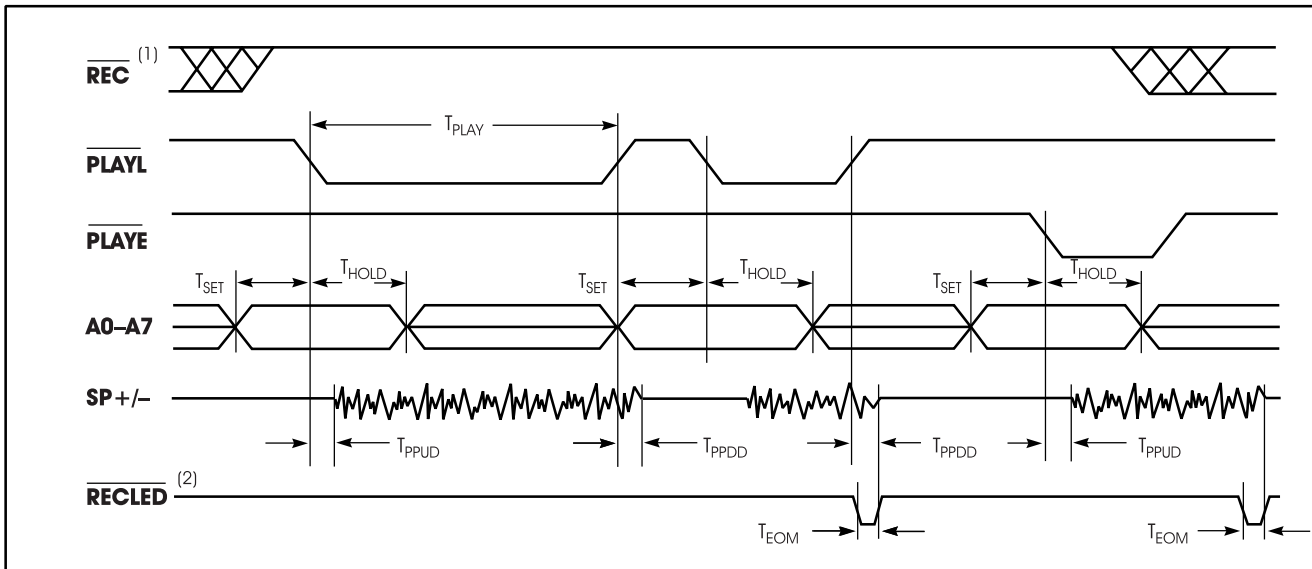 REC (1)
TPLAY
PLAYL
PLAYE
TSET THOLD TSET THOLD TSET THOLD
A0–A7
SP +/–
TPPUD TPPDD TPPDD TPPUD
RECLED (2)
TEOM TEOM